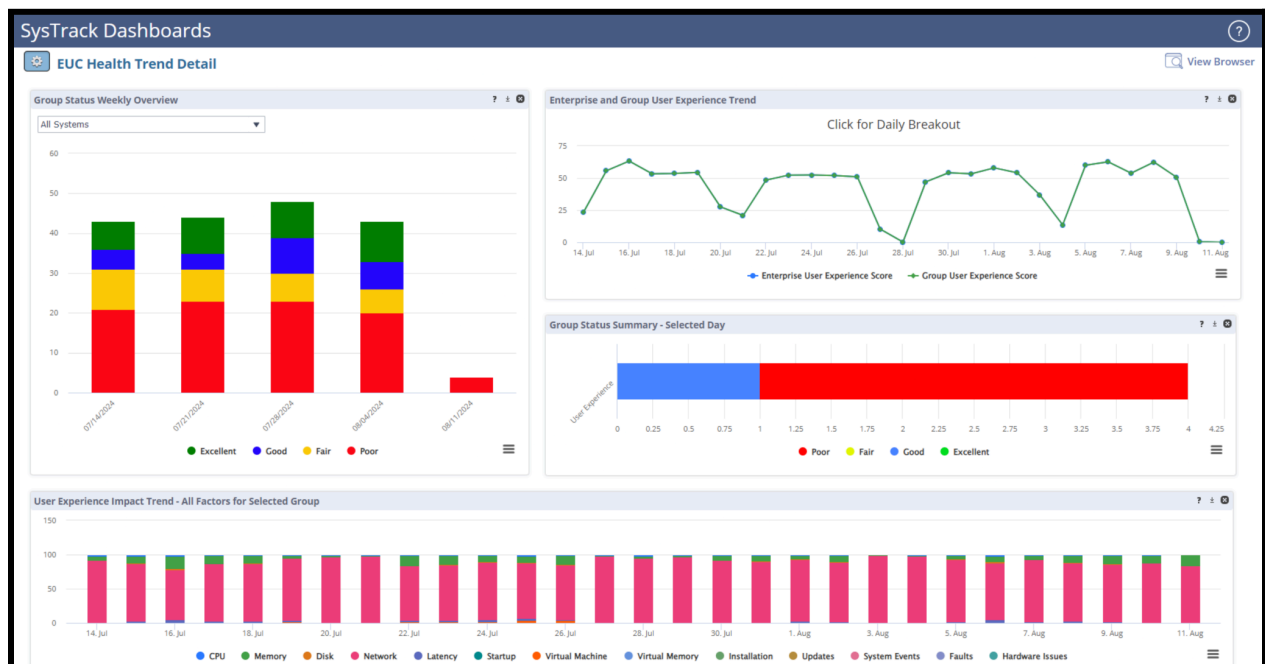 SysTrack Dashboards
?
EUC Health Trend Detail
View Browser
Group Status Weekly Overview
?
All Systems
60
50
40
30
20
10
0
07/14/2024
07/21/2024
07/28/2024
08/04/2024
08/11/2024
Excellent Good Fair Poor
Enterprise and Group User Experience Trend
?
Click for Daily Breakout
75
50
25
0
14. Jul 16. Jul 18. Jul 20. Jul 22. Jul 24. Jul 26. Jul 28. Jul 30. Jul 1. Aug 3. Aug 5. Aug 7. Aug 9. Aug 11. Aug
Enterprise User Experience Score Group User Experience Score
Group Status Summary - Selected Day
?
User Experience
0 0.25 0.5 0.75 1 1.25 1.5 1.75 2 2.25 2.5 2.75 3 3.25 3.5 3.75 4 4.25
Poor Fair Good Excellent
User Experience Impact Trend - All Factors for Selected Group
?
150
100
50
0
14. Jul 16. Jul 18. Jul 20. Jul 22. Jul 24. Jul 26. Jul 28. Jul 30. Jul 1. Aug 3. Aug 5. Aug 7. Aug 9. Aug 11. Aug
CPU Memory Disk Network Latency Startup Virtual Machine Virtual Memory Installation Updates System Events Faults Hardware Issues